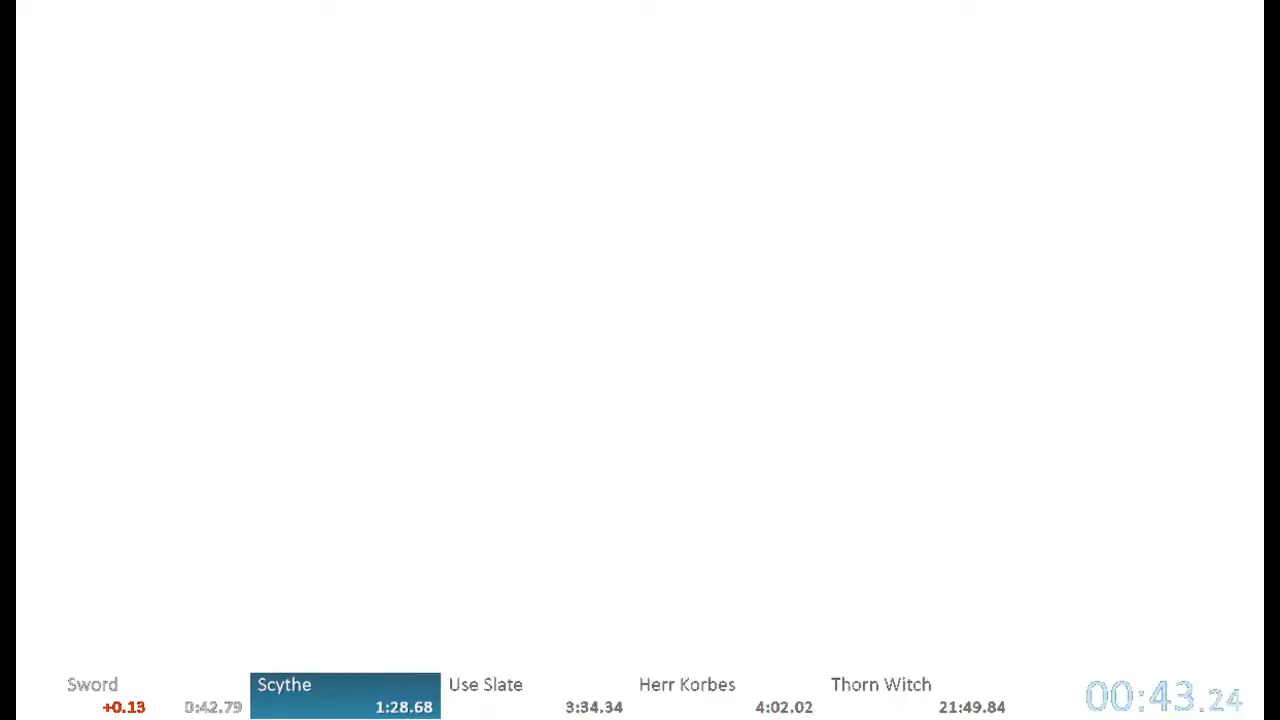 Sword
+0.13 0:42.79
Scythe
1:28.68
Use Slate
3:34.34
Herr Korbes
4:02.02
Thorn Witch
21:49.84
00:43.24